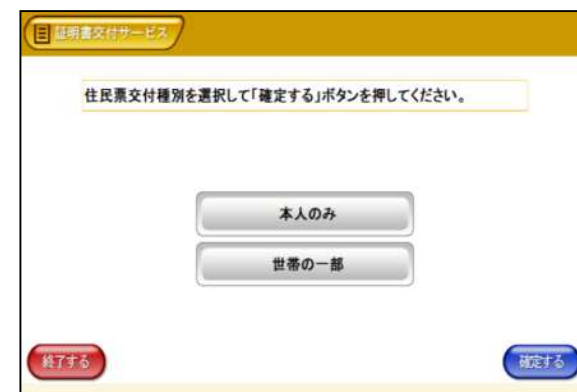 証明書交付サービス
住民票交付種別を選択して「確定する」ボタンを押してください。
本人のみ
世帯の一部
終了する
確定する